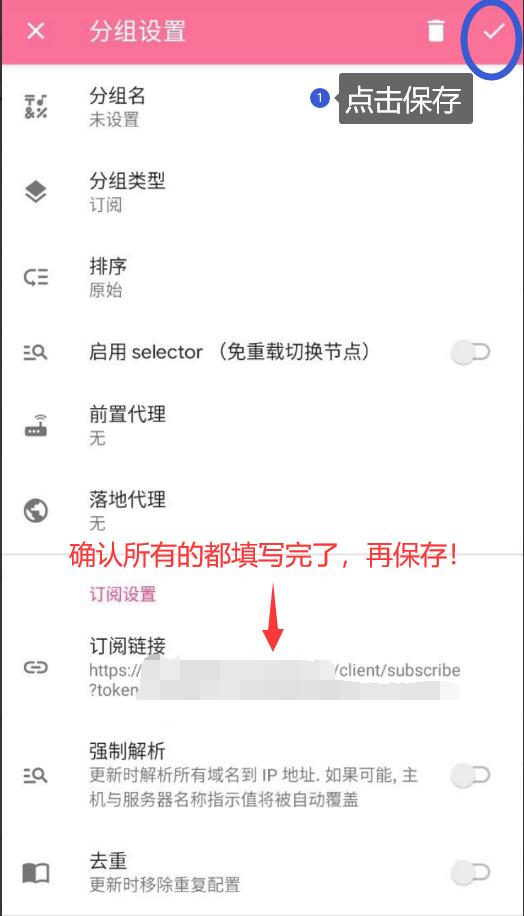 分组设置
分组名
未设置
1 点击保存
分组类型
订阅
排序
原始
启用 selector （免重载切换节点）
前置代理
无
落地代理
无
确认所有的都填写完了，再保存！
订阅设置
订阅链接
https:// /client/subscribe
?token
强制解析
更新时解析所有域名到 IP 地址. 如果可能, 主
机与服务器名称指示值将被自动覆盖
去重
更新时移除重复配置